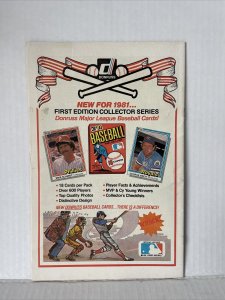 DONRUSS
NEW FOR 1981...
FIRST EDITION COLLECTOR SERIES
Donruss Major League Baseball Cards!
BASEBALL
• 18 Cards per Pack
• Over 600 Players
• Top Quality Photos
• Distinctive Design
• Player Facts & Achievements
• MVP & Cy Young Winners
• Collector's Checklists
NEW DONRUSS BASEBALL CARDS... THERE IS A DIFFERENCE!